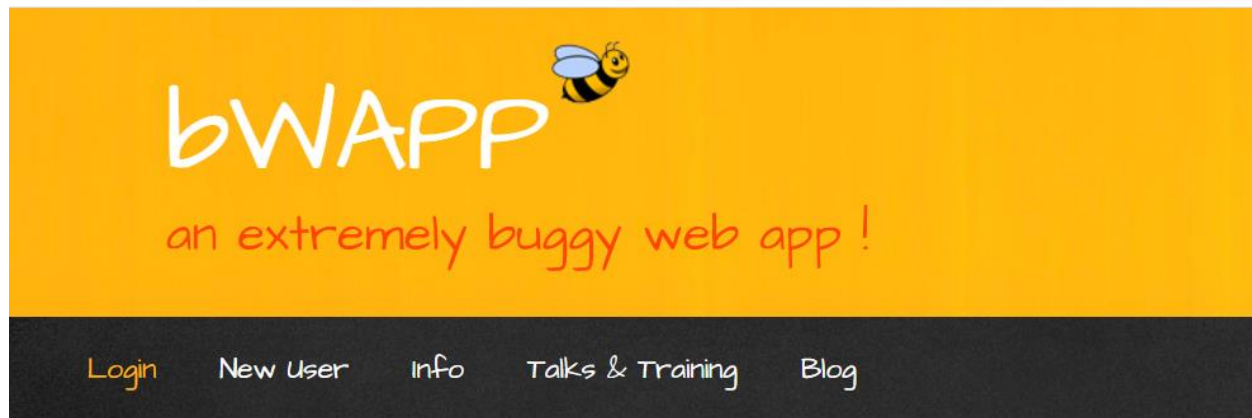 bWAPP
an extremely buggy web app !
Login New User Info Talks & Training Blog